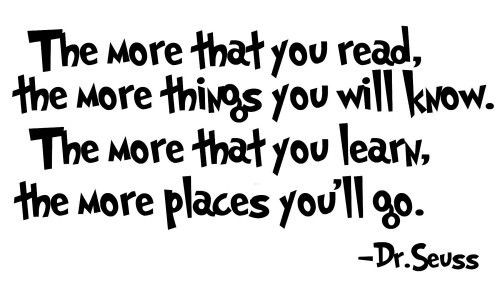 The more that you read,
the more things you will know.
The more that you learn,
the more places you'll go.
-Dr.Seuss